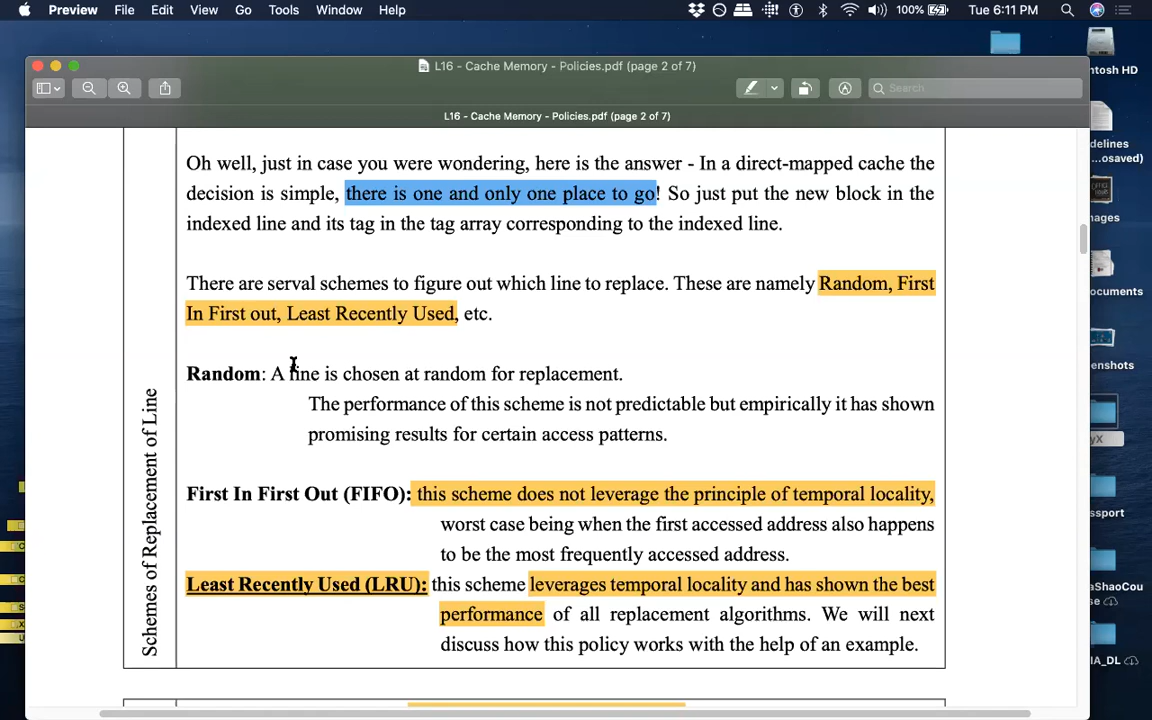 Preview File Edit View Go Tools Window Help 100% Tue 6:11 PM
L16 - Cache Memory - Policies.pdf (page 2 of 7)
Search
L16 - Cache Memory - Policies.pdf (page 2 of 7)
Oh well, just in case you were wondering, here is the answer - In a direct-mapped cache the
decision is simple, there is one and only one place to go! So just put the new block in the
indexed line and its tag in the tag array corresponding to the indexed line.
There are serval schemes to figure out which line to replace. These are namely Random, First
In First out, Least Recently Used, etc.
Random: A line is chosen at random for replacement.
The performance of this scheme is not predictable but empirically it has shown
promising results for certain access patterns.
First In First Out (FIFO): this scheme does not leverage the principle of temporal locality,
worst case being when the first accessed address also happens
to be the most frequently accessed address.
Least Recently Used (LRU): this scheme leverages temporal locality and has shown the best
performance of all replacement algorithms. We will next
discuss how this policy works with the help of an example.
Schemes of Replacement of Line
ntosh HD
delines
...osaved)
ages
ocuments
eenshots
yX
ssport
aShaoCou
se
IA_DL